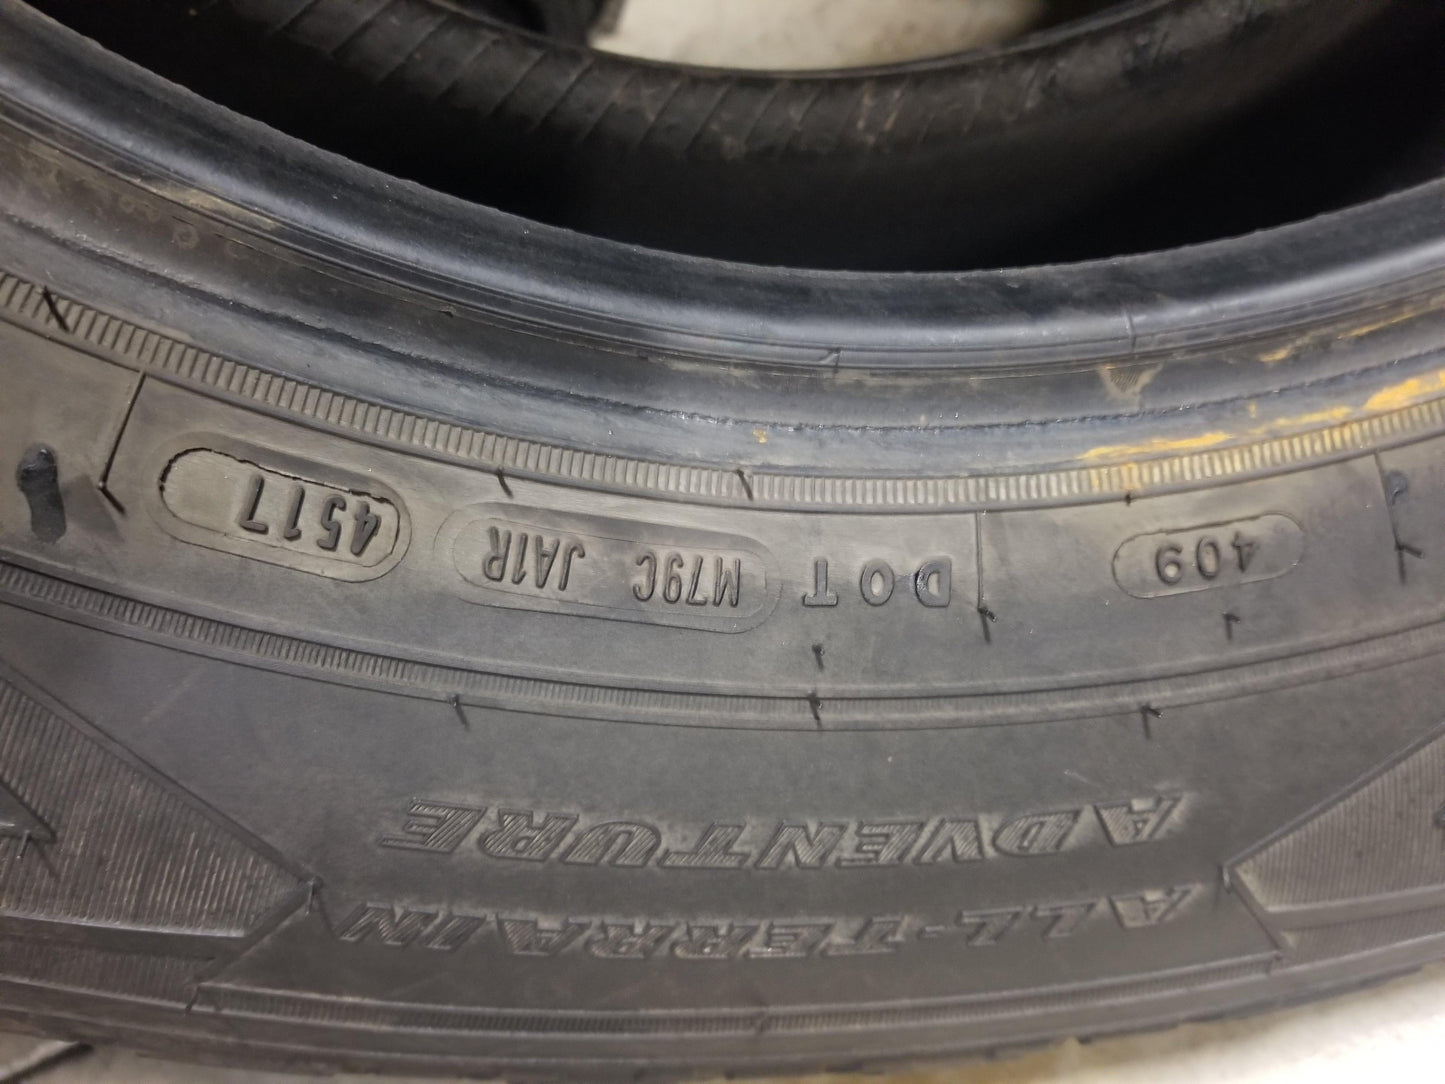 ALL-TERRAIN
ADVENTURE
409 DOT M79C JA1R 4517